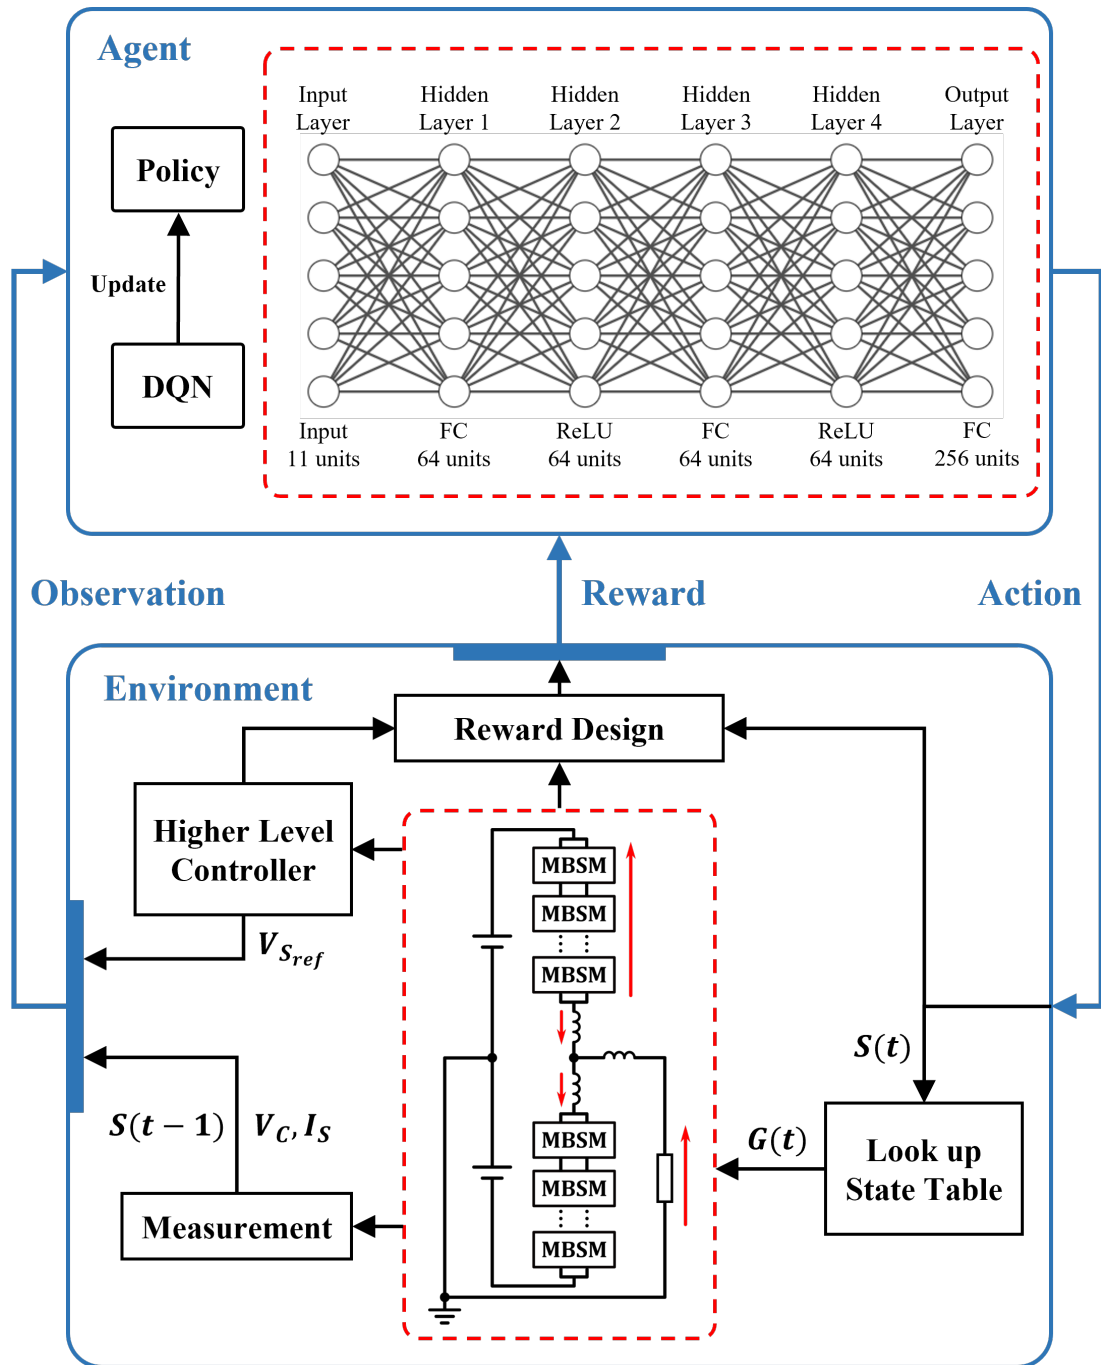 Agent
Input
Layer
Hidden
Layer 1
Hidden
Layer 2
Hidden
Layer 3
Hidden
Layer 4
Output
Layer
Policy
Update
DQN
Input
11 units
FC
64 units
ReLU
64 units
FC
64 units
ReLU
64 units
FC
256 units
Observation
Reward
Action
Environment
Reward Design
Higher Level
Controller
V_{S_{ref}}
MBSM
MBSM
MBSM
S(t)
S(t − 1)
V_C, I_S
MBSM
MBSM
MBSM
G(t)
Look up
State Table
Measurement